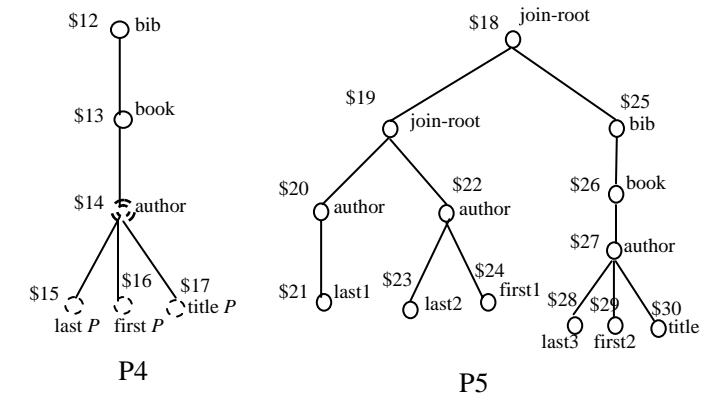 $12 bib
$13 book
$14 author
$15 $16 $17
last P first P title P
P4
$18 join-root
$19 join-root
$25 bib
$20 author
$22 author
$26 book
$27 author
$21 last1
$23 last2
$24 first1
$28 $29 $30
last3 first2 title
P5